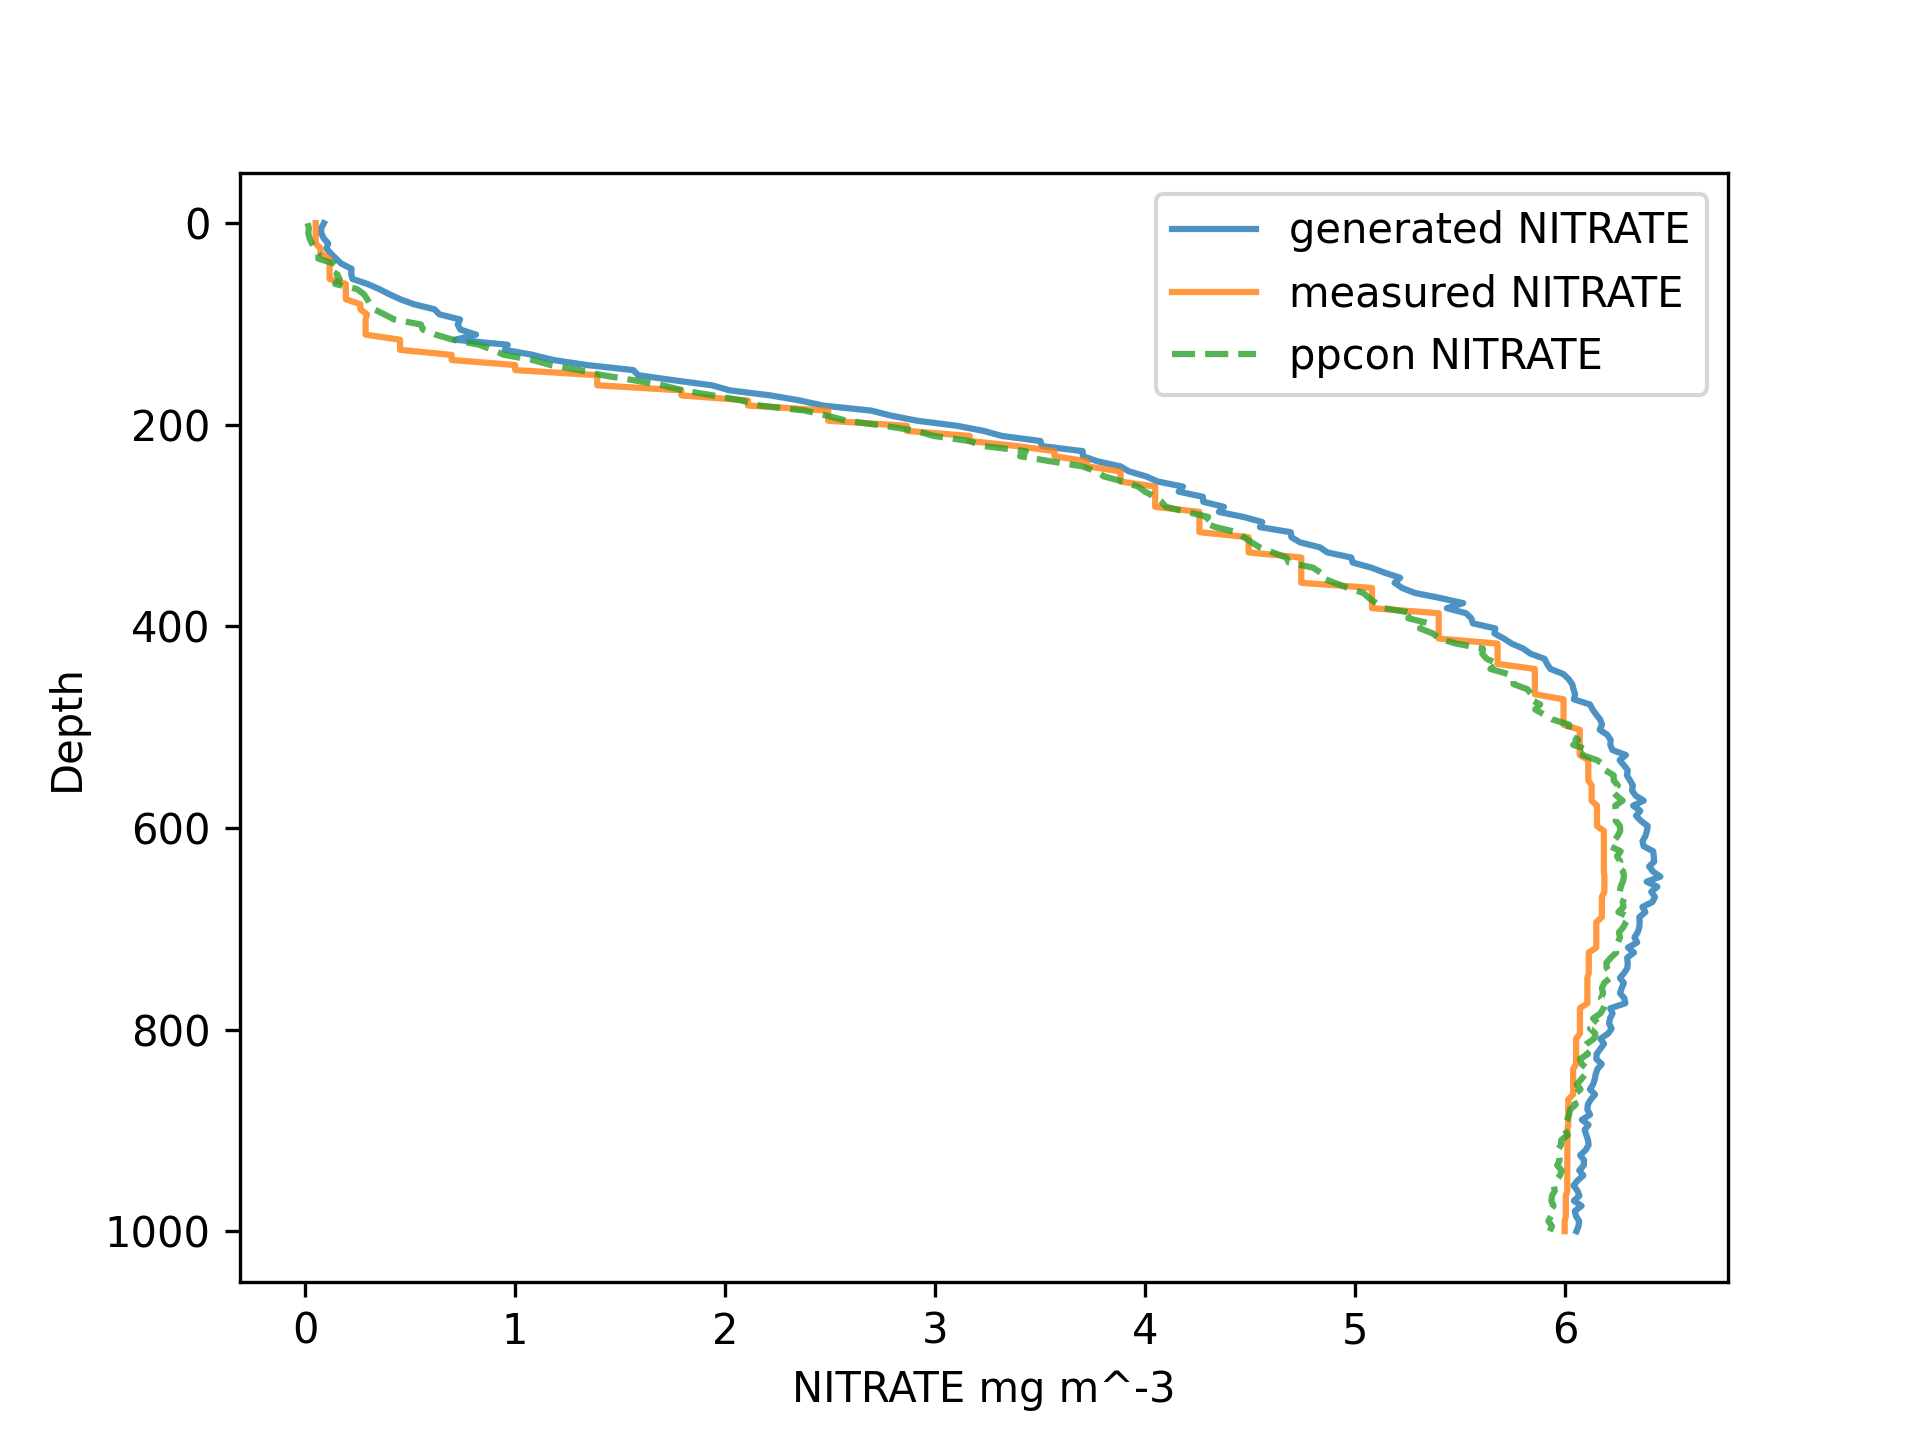 generated NITRATE
measured NITRATE
ppcon NITRATE
0
200
400
600
800
1000
Depth
0 1 2 3 4 5 6
NITRATE mg m^-3